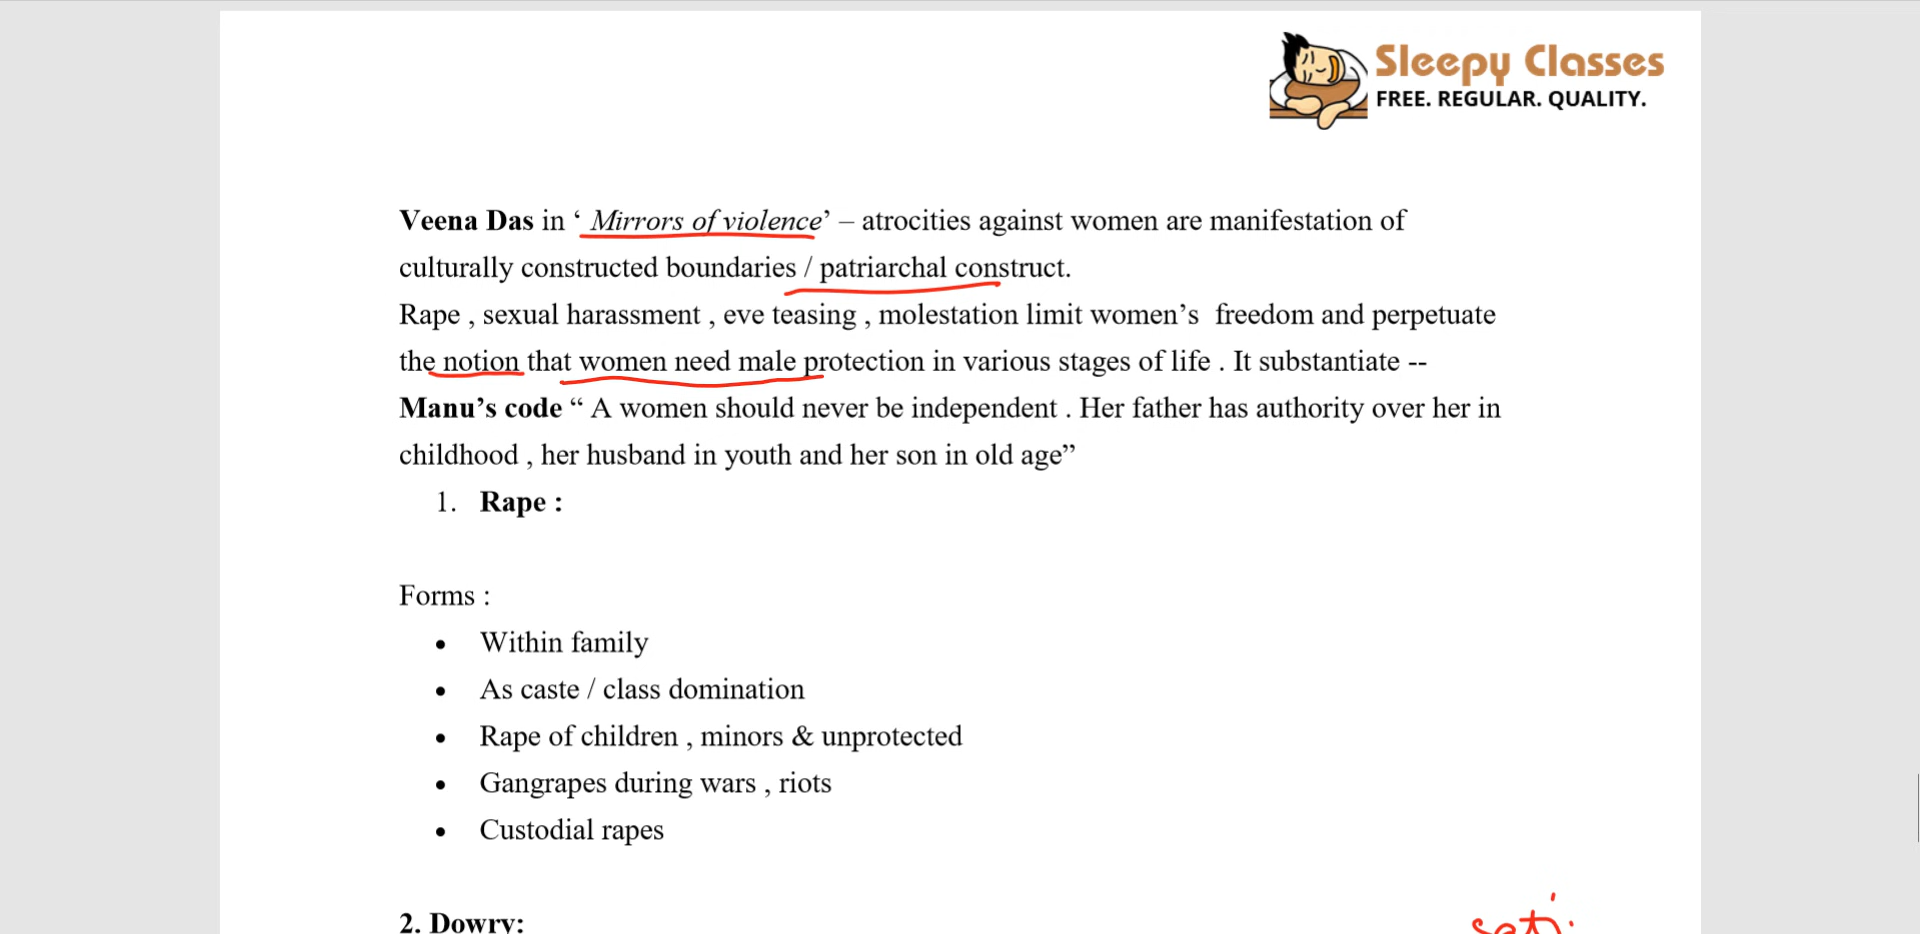 Sleepy Classes
FREE. REGULAR. QUALITY.
Veena Das in ‘ Mirrors of violence’ – atrocities against women are manifestation of
culturally constructed boundaries / patriarchal construct.
Rape , sexual harassment , eve teasing , molestation limit women’s  freedom and perpetuate
the notion that women need male protection in various stages of life . It substantiate --
Manu’s code “ A women should never be independent . Her father has authority over her in
childhood , her husband in youth and her son in old age”
1. Rape :
Forms :
• Within family
• As caste / class domination
• Rape of children , minors & unprotected
• Gangrapes during wars , riots
• Custodial rapes
2. Dowry:
sati